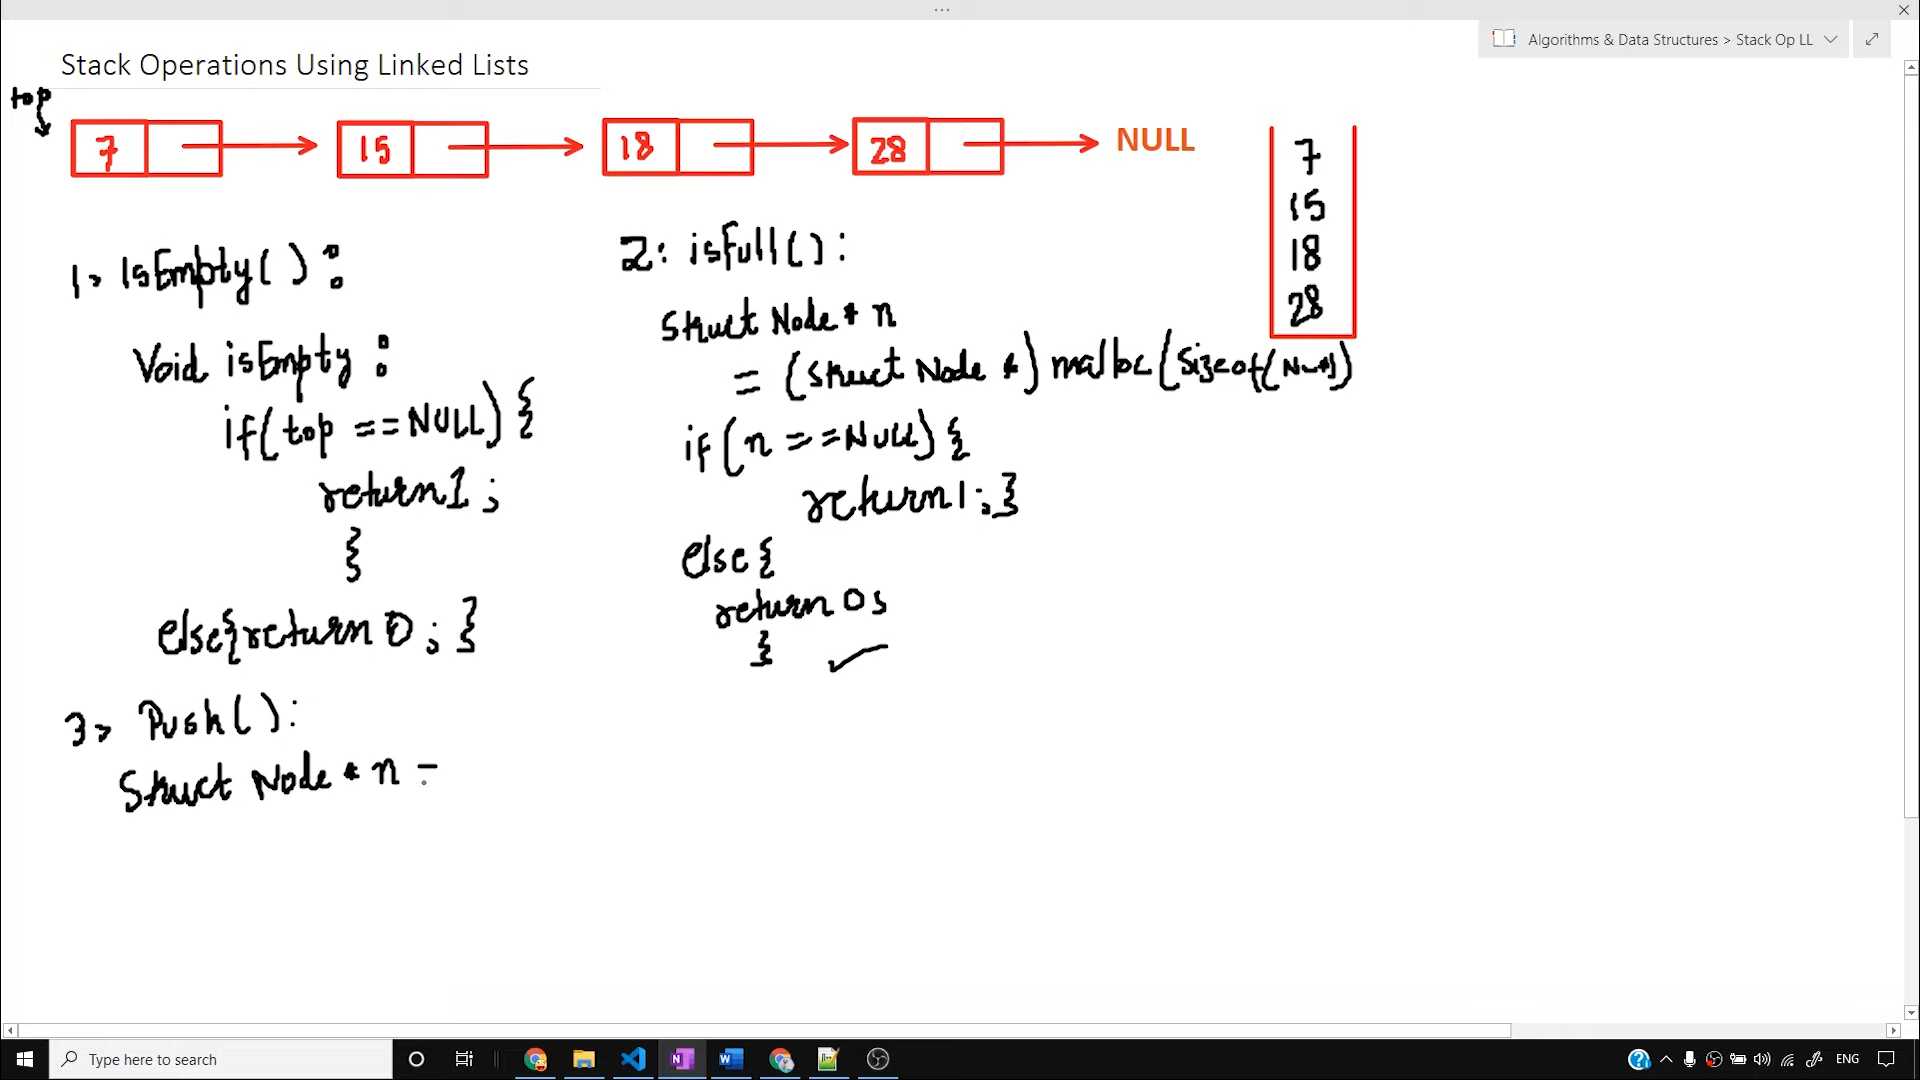 Algorithms & Data Structures > Stack Op LL
Stack Operations Using Linked Lists
top
7 15 18 28 NULL
7
15
18
28
1> IsEmpty( ) :
Void isEmpty :
if(top ==NULL) {
return1 ;
}
else{return 0 ; }
2: isfull( ) :
Struct Node * n
= (Struct Node *) malloc (Sizeof(
if (n ==NULL) {
return1 ; }
else {
return 0 ;
}
3> Push( ) :
Struct Node * n =
Type here to search
ENG